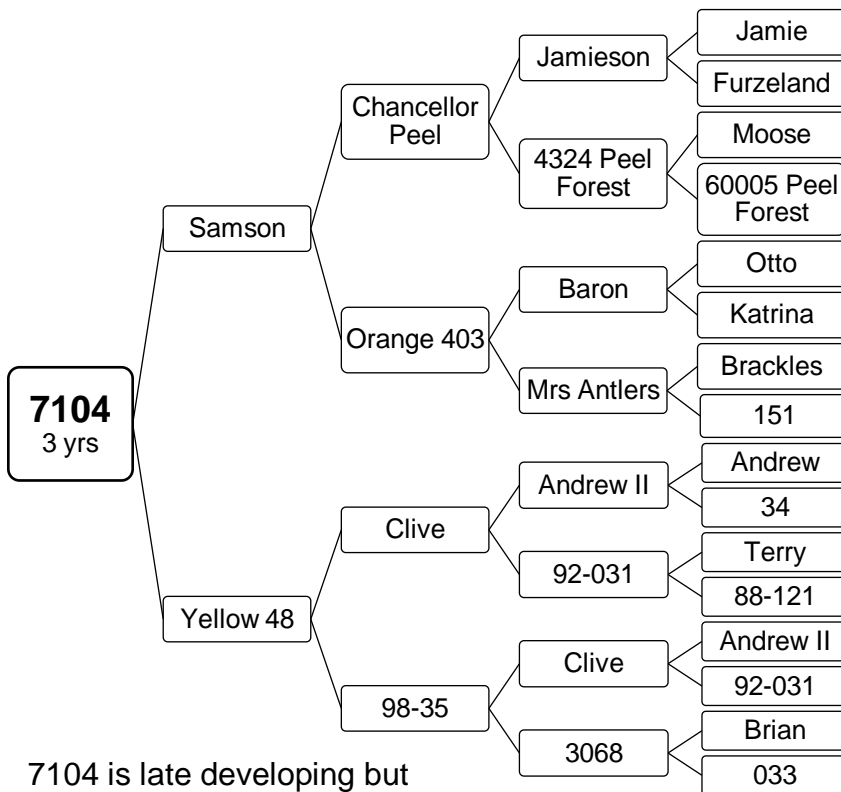 7104
3 yrs
Samson
Yellow 48
Chancellor
Peel
Orange 403
Clive
98-35
Jamieson
4324 Peel
Forest
Baron
Mrs Antlers
Andrew II
92-031
Clive
3068
Jamie
Furzeland
Moose
60005 Peel
Forest
Otto
Katrina
Brackles
151
Andrew
34
Terry
88-121
Andrew II
92-031
Brian
033
7104 is late developing but